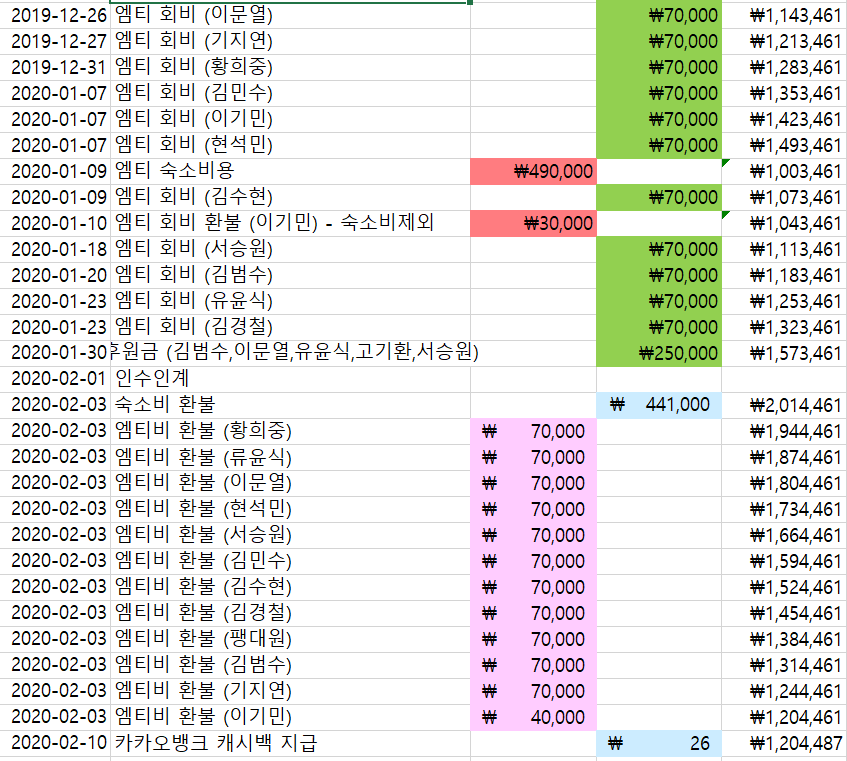 2019-12-26 엠티 회비 (이문열) ₩70,000 ₩1,143,461
2019-12-27 엠티 회비 (기지연) ₩70,000 ₩1,213,461
2019-12-31 엠티 회비 (황희중) ₩70,000 ₩1,283,461
2020-01-07 엠티 회비 (김민수) ₩70,000 ₩1,353,461
2020-01-07 엠티 회비 (이기민) ₩70,000 ₩1,423,461
2020-01-07 엠티 회비 (현석민) ₩70,000 ₩1,493,461
2020-01-09 엠티 숙소비용 ₩490,000 ₩1,003,461
2020-01-09 엠티 회비 (김수현) ₩70,000 ₩1,073,461
2020-01-10 엠티 회비 환불 (이기민) - 숙소비제외 ₩30,000 ₩1,043,461
2020-01-18 엠티 회비 (서승원) ₩70,000 ₩1,113,461
2020-01-20 엠티 회비 (김범수) ₩70,000 ₩1,183,461
2020-01-23 엠티 회비 (유윤식) ₩70,000 ₩1,253,461
2020-01-23 엠티 회비 (김경철) ₩70,000 ₩1,323,461
2020-01-30 후원금 (김범수,이문열,유윤식,고기환,서승원) ₩250,000 ₩1,573,461
2020-02-01 인수인계
2020-02-03 숙소비 환불 ₩ 441,000 ₩2,014,461
2020-02-03 엠티비 환불 (황희중) ₩ 70,000 ₩1,944,461
2020-02-03 엠티비 환불 (류윤식) ₩ 70,000 ₩1,874,461
2020-02-03 엠티비 환불 (이문열) ₩ 70,000 ₩1,804,461
2020-02-03 엠티비 환불 (현석민) ₩ 70,000 ₩1,734,461
2020-02-03 엠티비 환불 (서승원) ₩ 70,000 ₩1,664,461
2020-02-03 엠티비 환불 (김민수) ₩ 70,000 ₩1,594,461
2020-02-03 엠티비 환불 (김수현) ₩ 70,000 ₩1,524,461
2020-02-03 엠티비 환불 (김경철) ₩ 70,000 ₩1,454,461
2020-02-03 엠티비 환불 (팽대원) ₩ 70,000 ₩1,384,461
2020-02-03 엠티비 환불 (김범수) ₩ 70,000 ₩1,314,461
2020-02-03 엠티비 환불 (기지연) ₩ 70,000 ₩1,244,461
2020-02-03 엠티비 환불 (이기민) ₩ 40,000 ₩1,204,461
2020-02-10 카카오뱅크 캐시백 지급 ₩ 26 ₩1,204,487